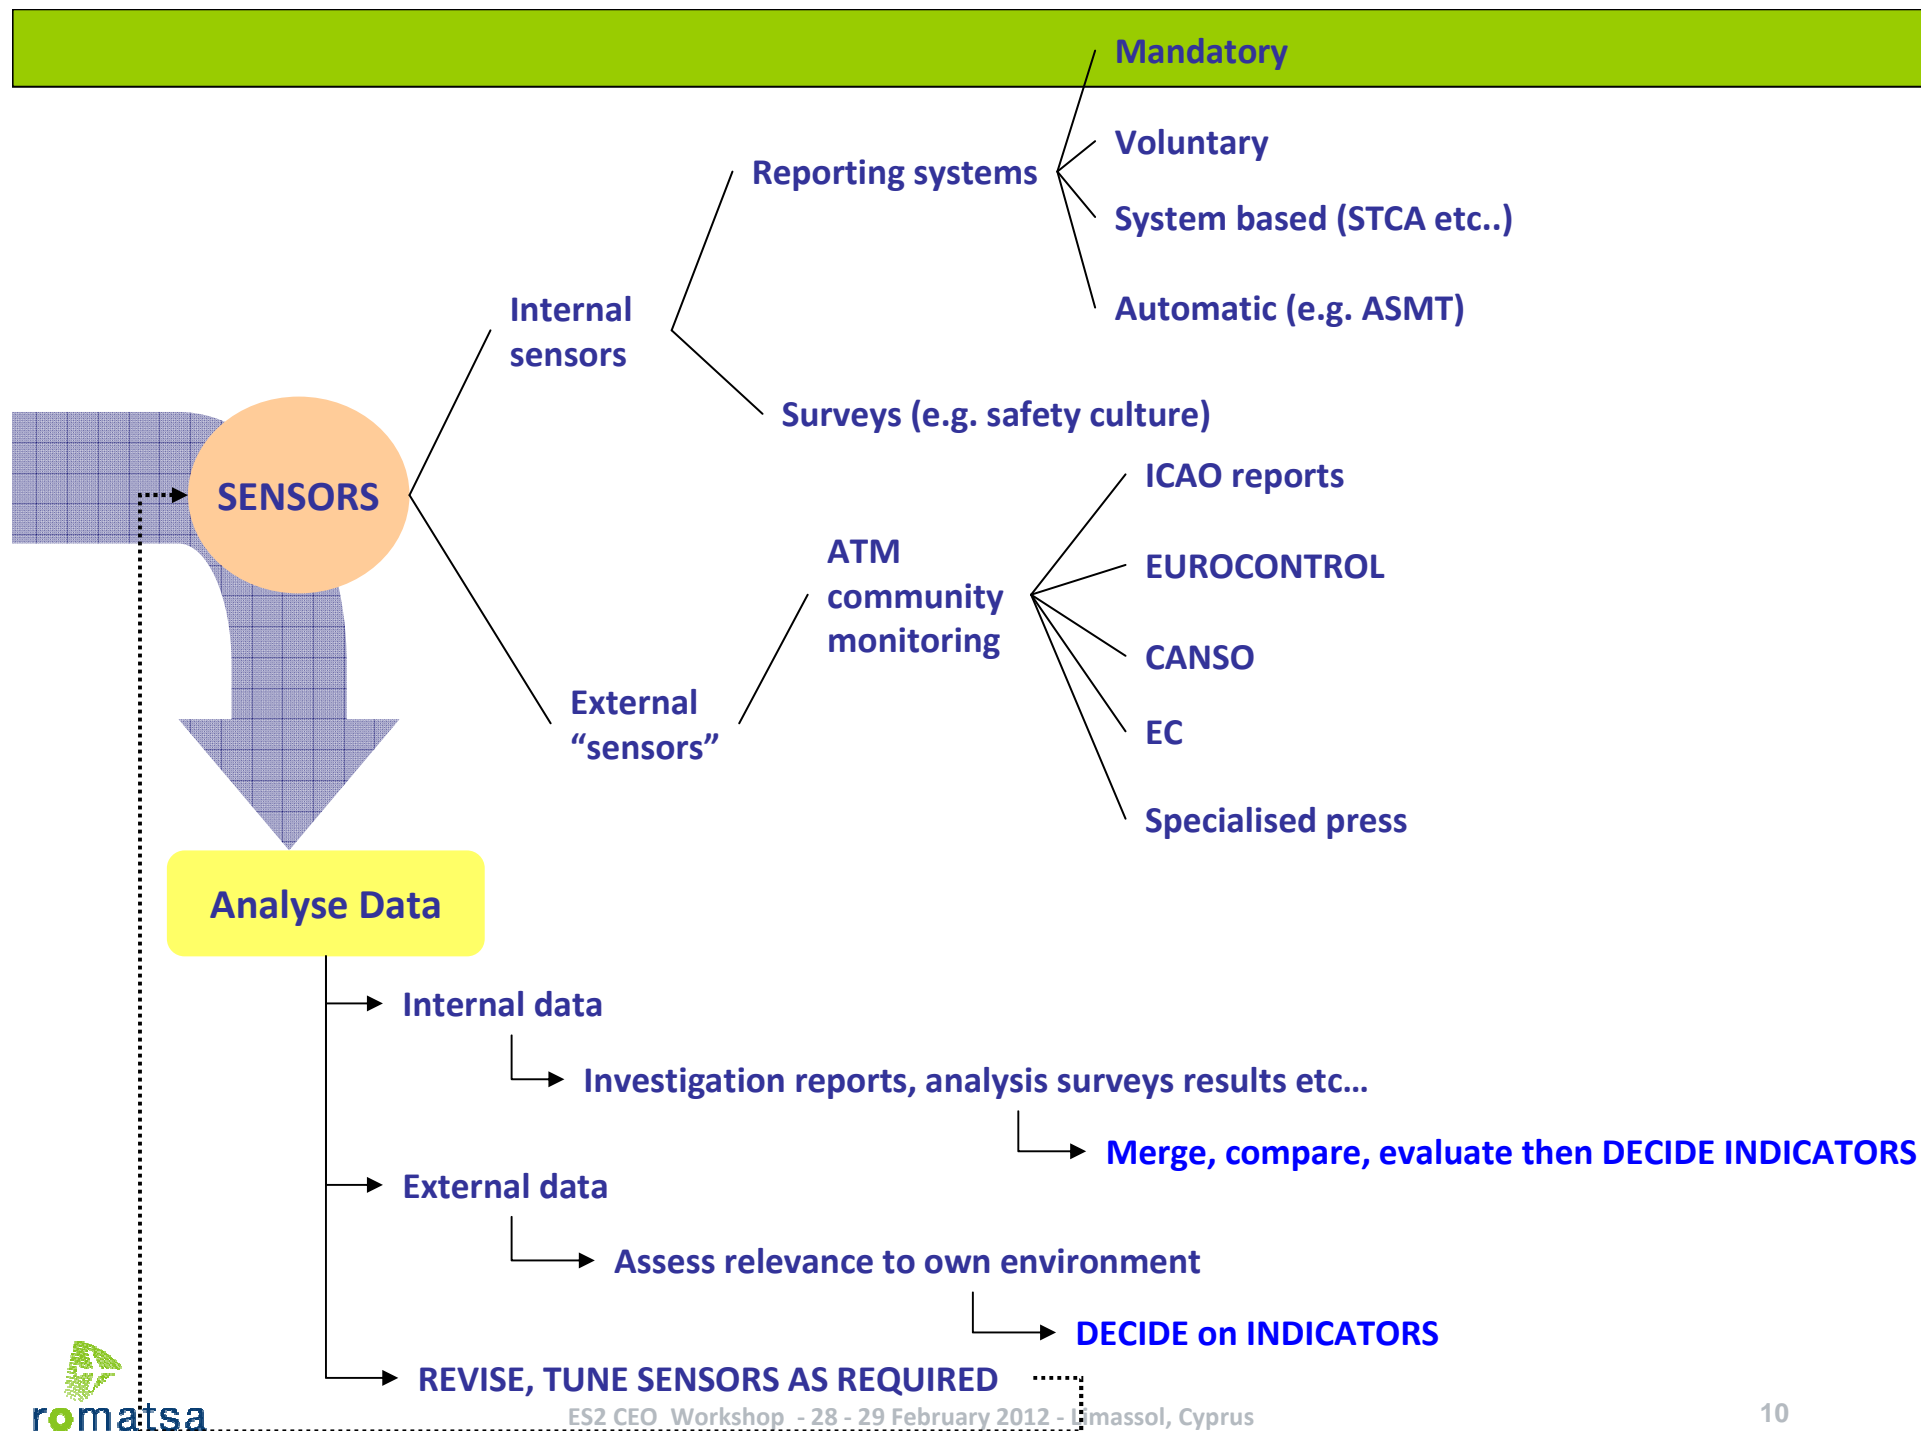 Mandatory
Voluntary
Reporting systems
System based (STCA etc..)
Internal
sensors
Automatic (e.g. ASMT)
Surveys (e.g. safety culture)
SENSORS
ICAO reports
ATM
community
monitoring
EUROCONTROL
CANSO
External
“sensors”
EC
Specialised press
Analyse Data
Internal data
Investigation reports, analysis surveys results etc…
Merge, compare, evaluate then DECIDE INDICATORS
External data
Assess relevance to own environment
DECIDE on INDICATORS
REVISE, TUNE SENSORS AS REQUIRED
romatsa
ES2 CEO Workshop - 28 - 29 February 2012 - Limassol, Cyprus
10